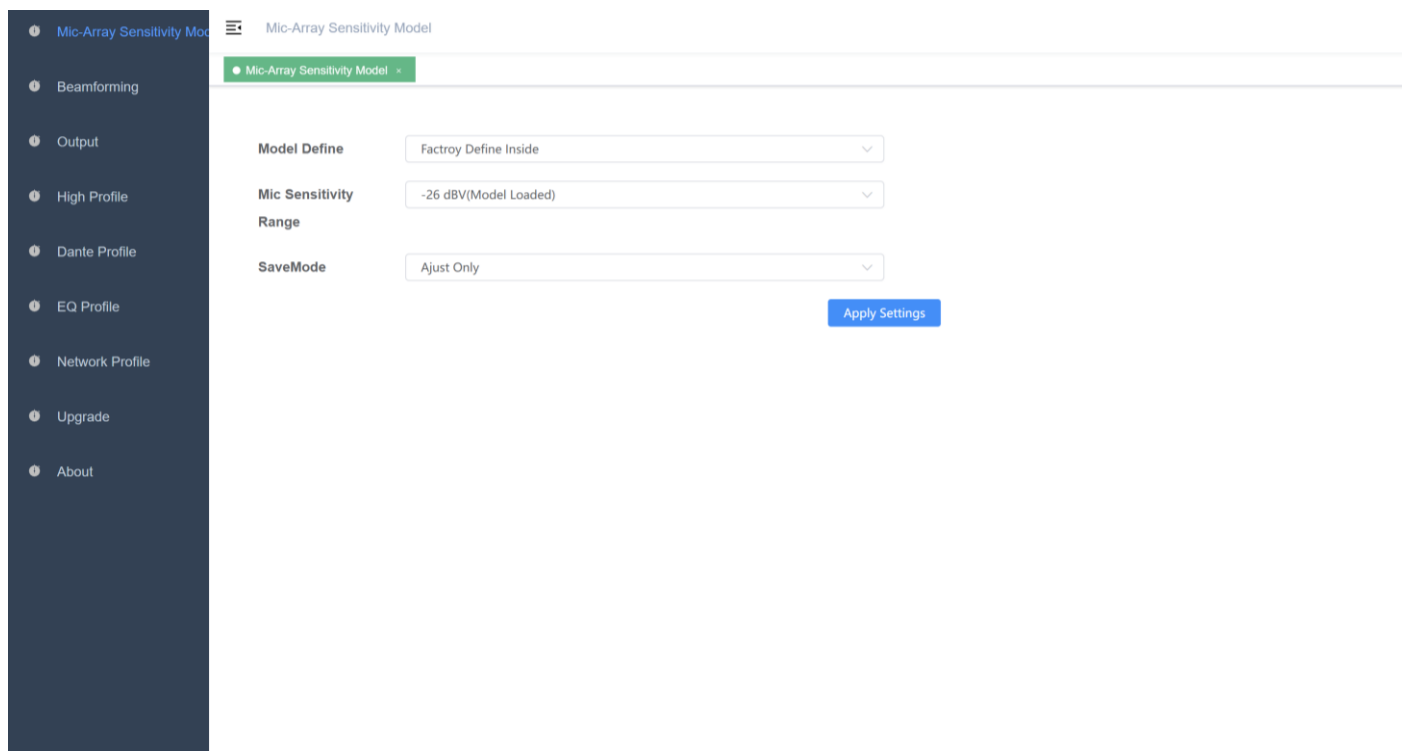 Mic-Array Sensitivity Mod
Beamforming
Output
High Profile
Dante Profile
EQ Profile
Network Profile
Upgrade
About
Mic-Array Sensitivity Model
Mic-Array Sensitivity Model ×
Model Define
Factroy Define Inside
Mic Sensitivity
Range
-26 dBV(Model Loaded)
SaveMode
Ajust Only
Apply Settings